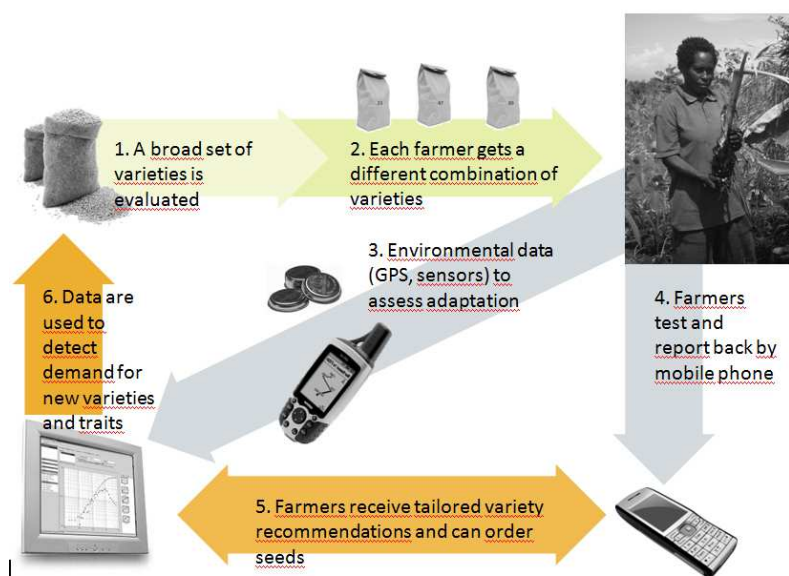 1. A broad set of
varieties is
evaluated
2. Each farmer gets a
different combination of
varieties
3. Environmental data
(GPS, sensors) to
assess adaptation
4. Farmers
test and
report back by
mobile phone
5. Farmers receive tailored variety
recommendations and can order
seeds
6. Data are
used to
detect
demand for
new varieties
and traits